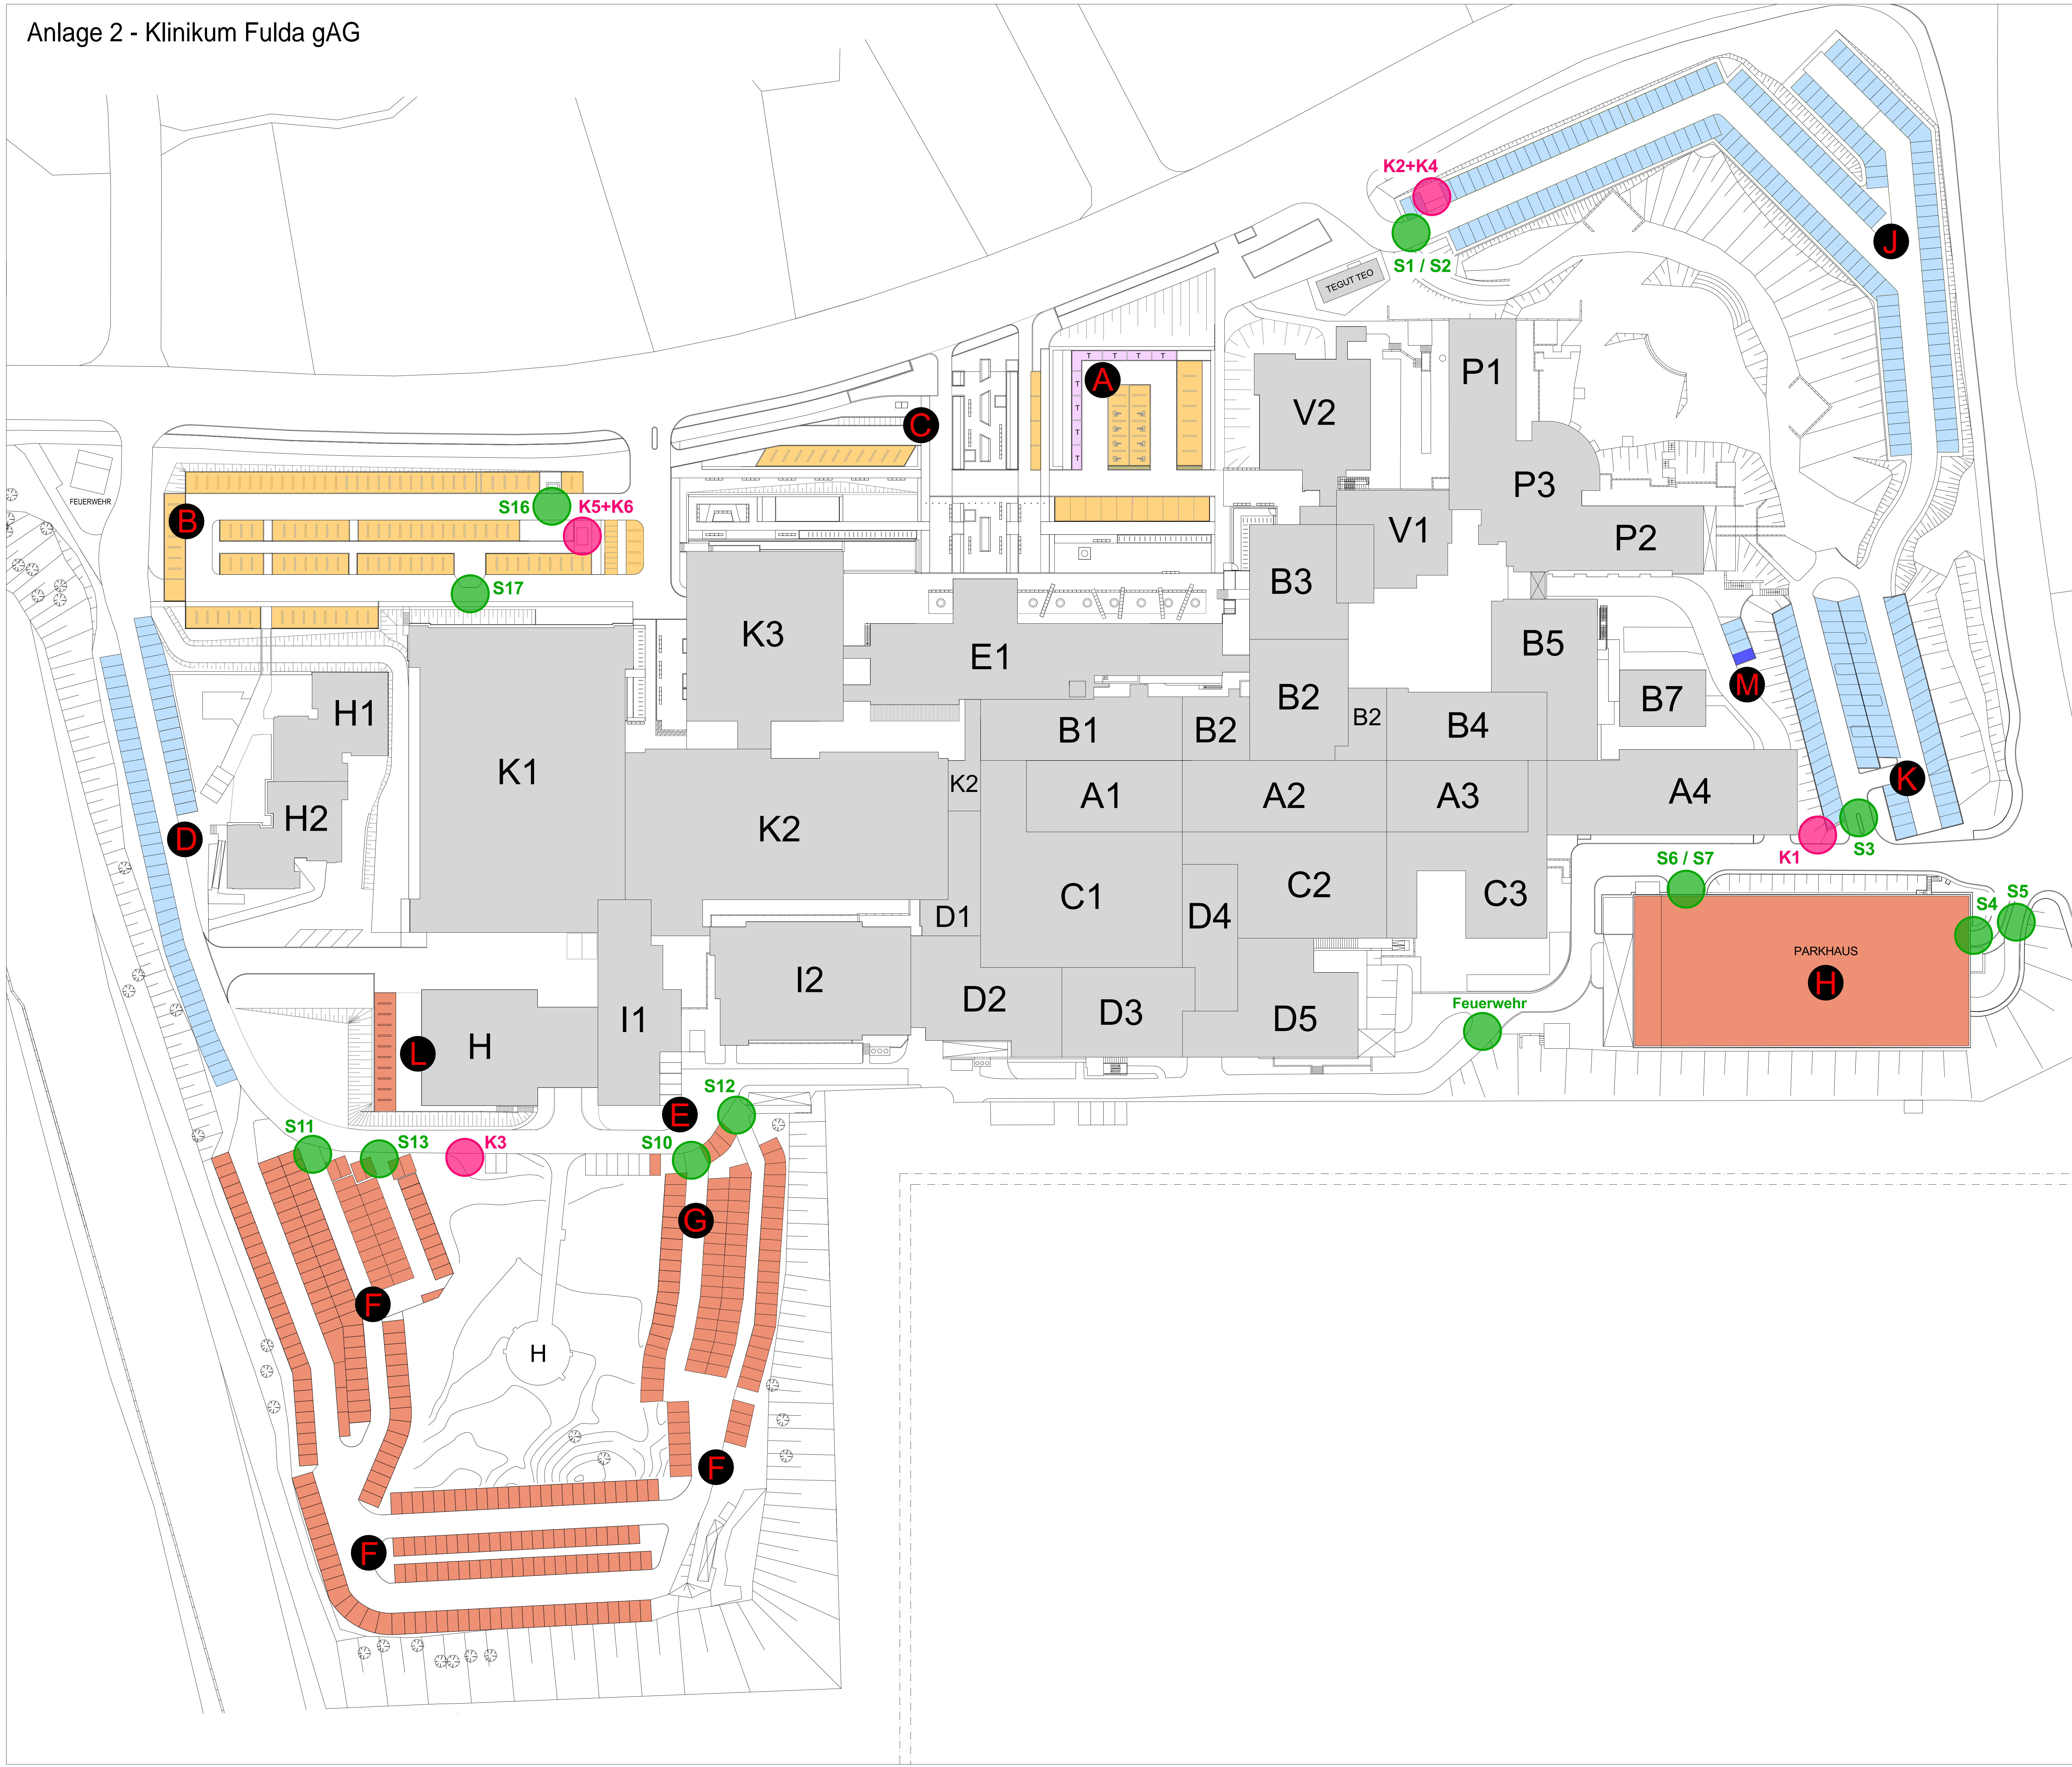 Anlage 2 - Klinikum Fulda gAG
K2+K4
J
S1 / S2
TEGUT TEO
T T T T
A
T
T
T
T
P1
V2
C
FEUERWEHR
P3
S16
K5+K6
B
V1
P2
B3
S17
K3
B5
E1
M
H1
B2
B2
B7
B1
B2
B4
K1
K2
A1
A2
A3
A4
K
H2
K2
D
K1
S3
S6 / S7
C1
C2
C3
S5
S4
D1
D4
PARKHAUS
H
I2
D2
Feuerwehr
D3
D5
I1
H
L
S12
E
S11
S13
K3
S10
G
F
H
F
F